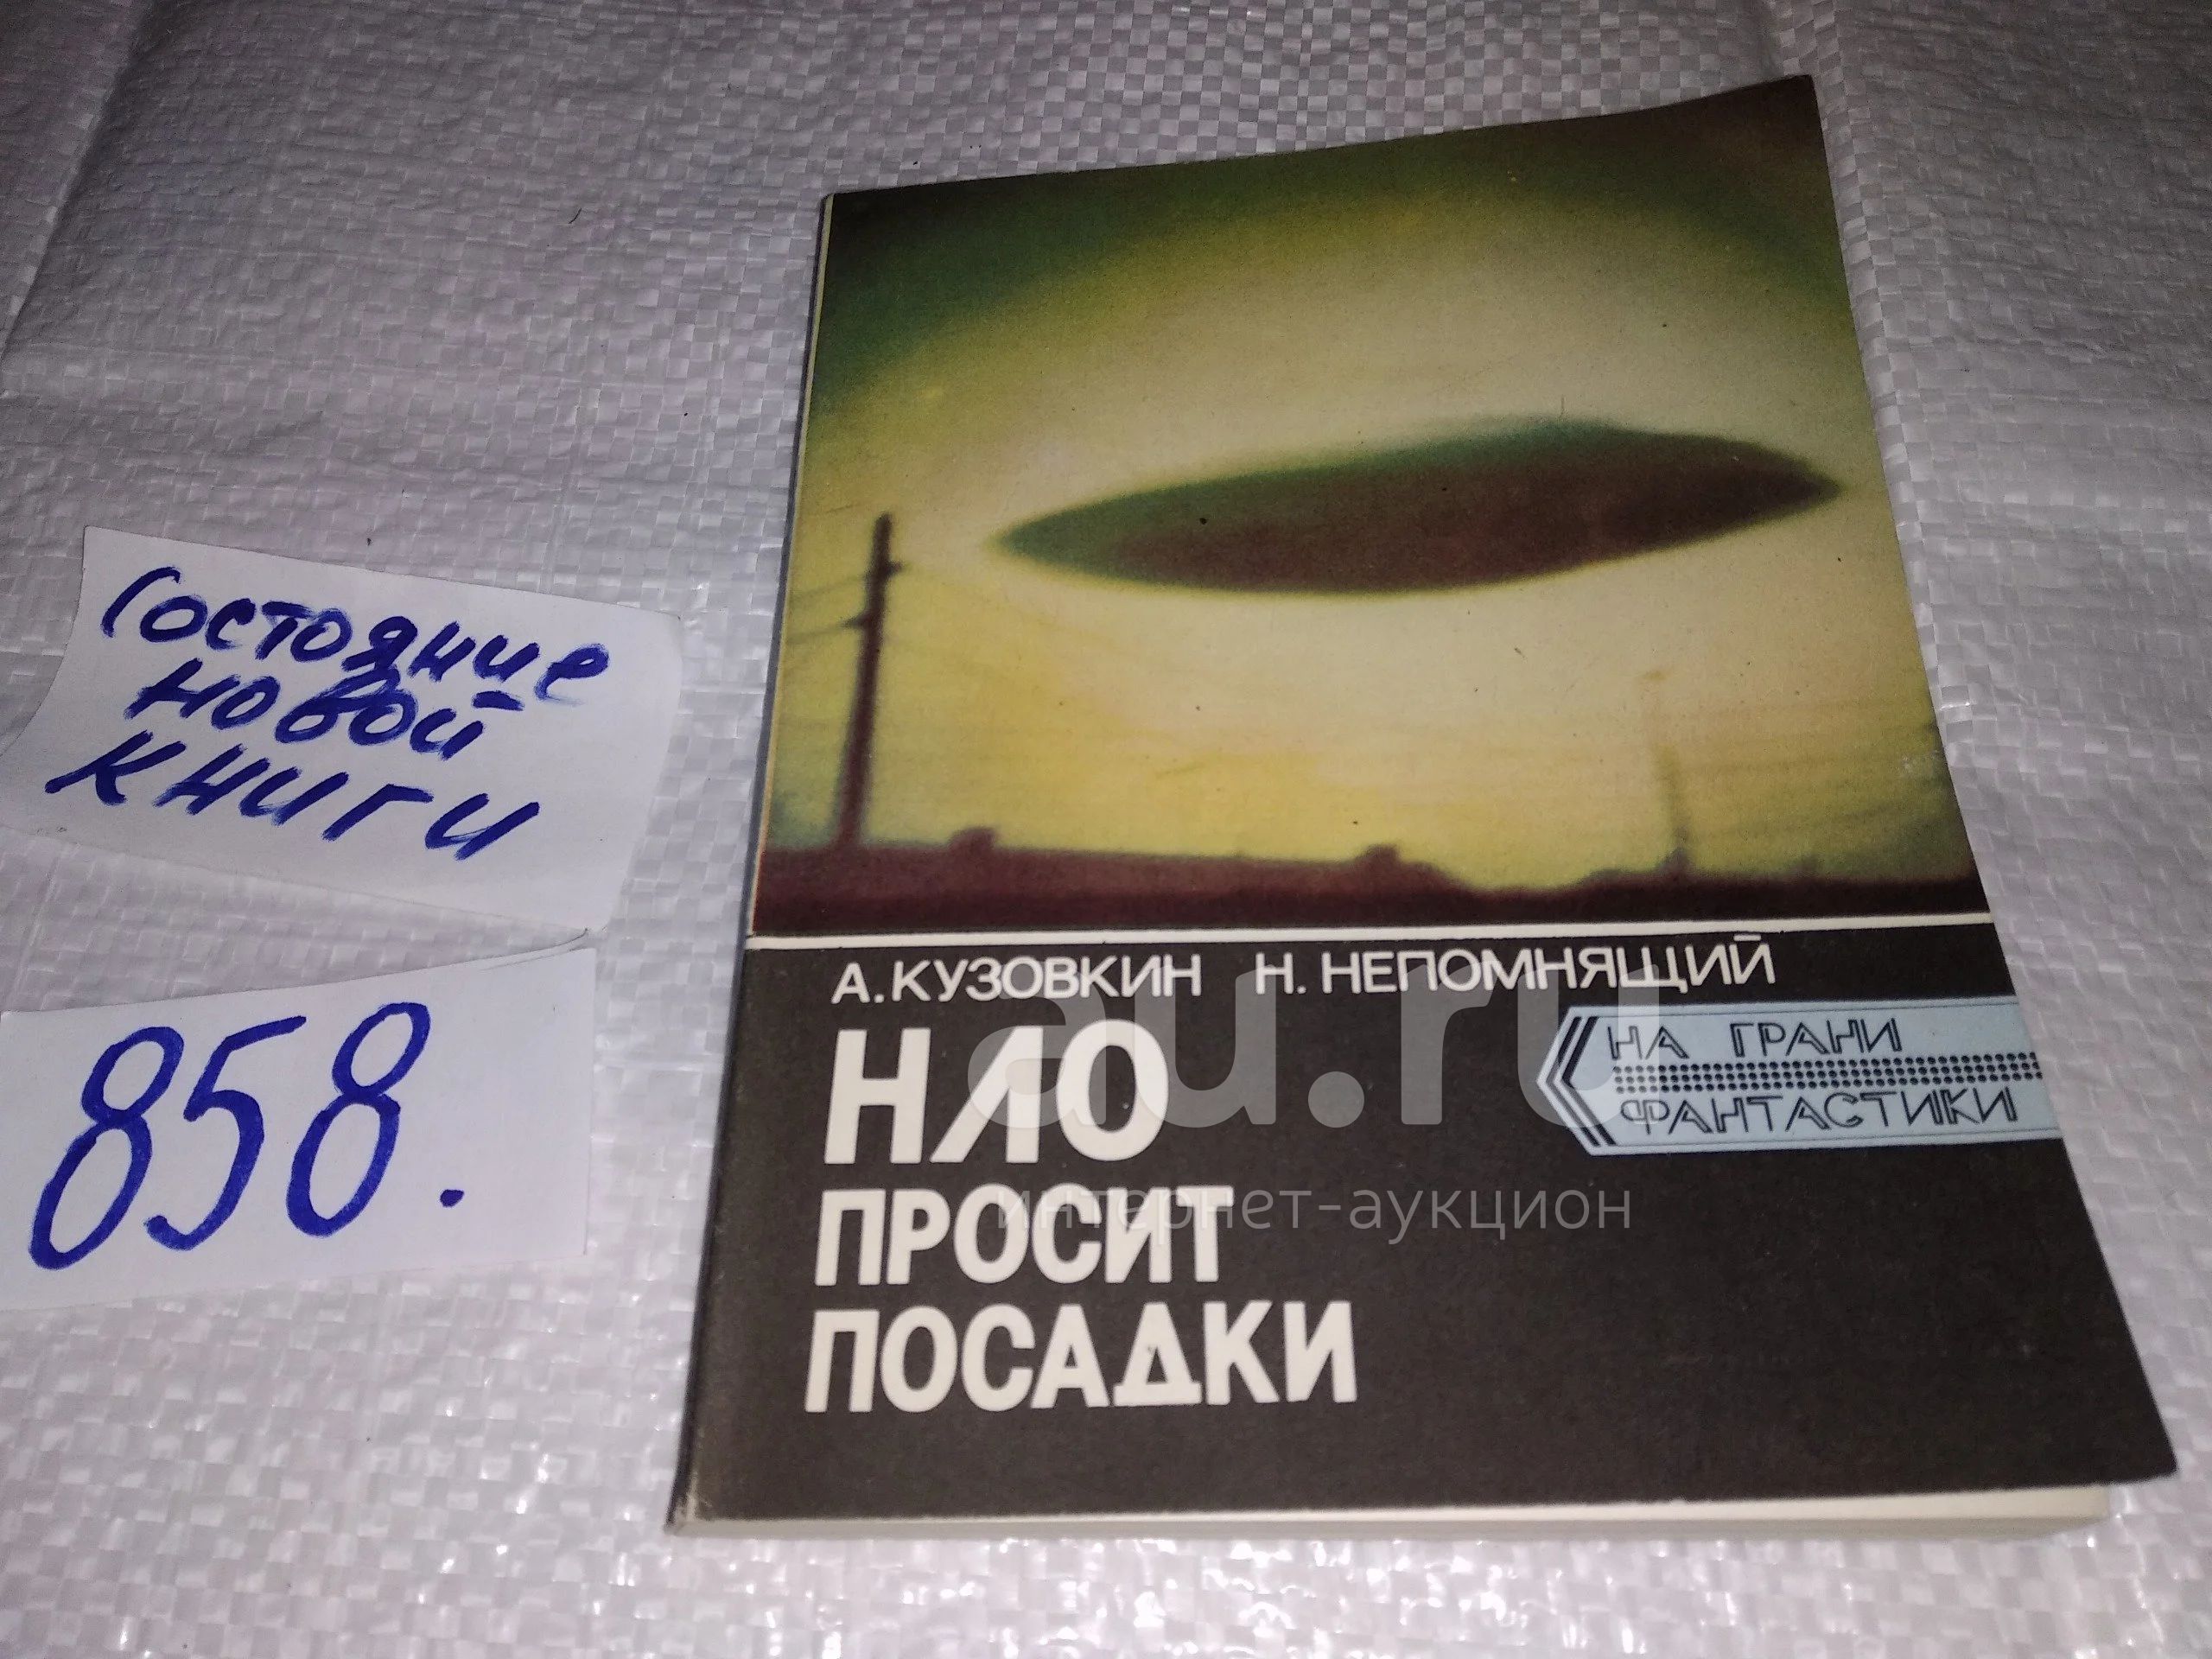 Состояние
новой
книги
858.
А. КУЗОВКИН Н. НЕПОМНЯЩИЙ
НЛО
ПРОСИТ
ПОСАДКИ
НА ГРАНИ
ФАНТАСТИКИ
au.ru
интернет-аукцион